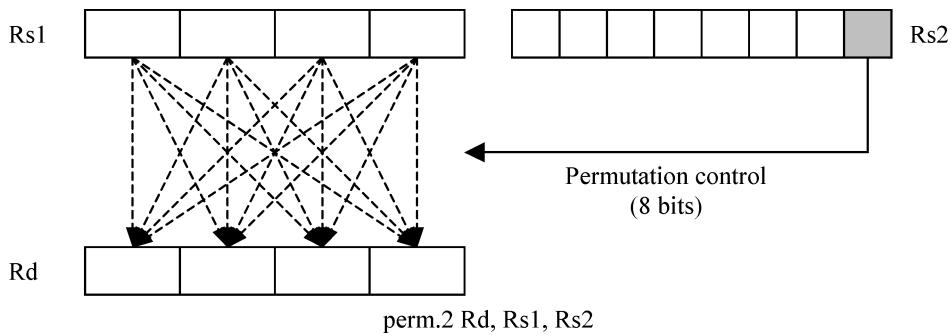 Rs1
Rs2
Permutation control
(8 bits)
Rd
perm.2 Rd, Rs1, Rs2